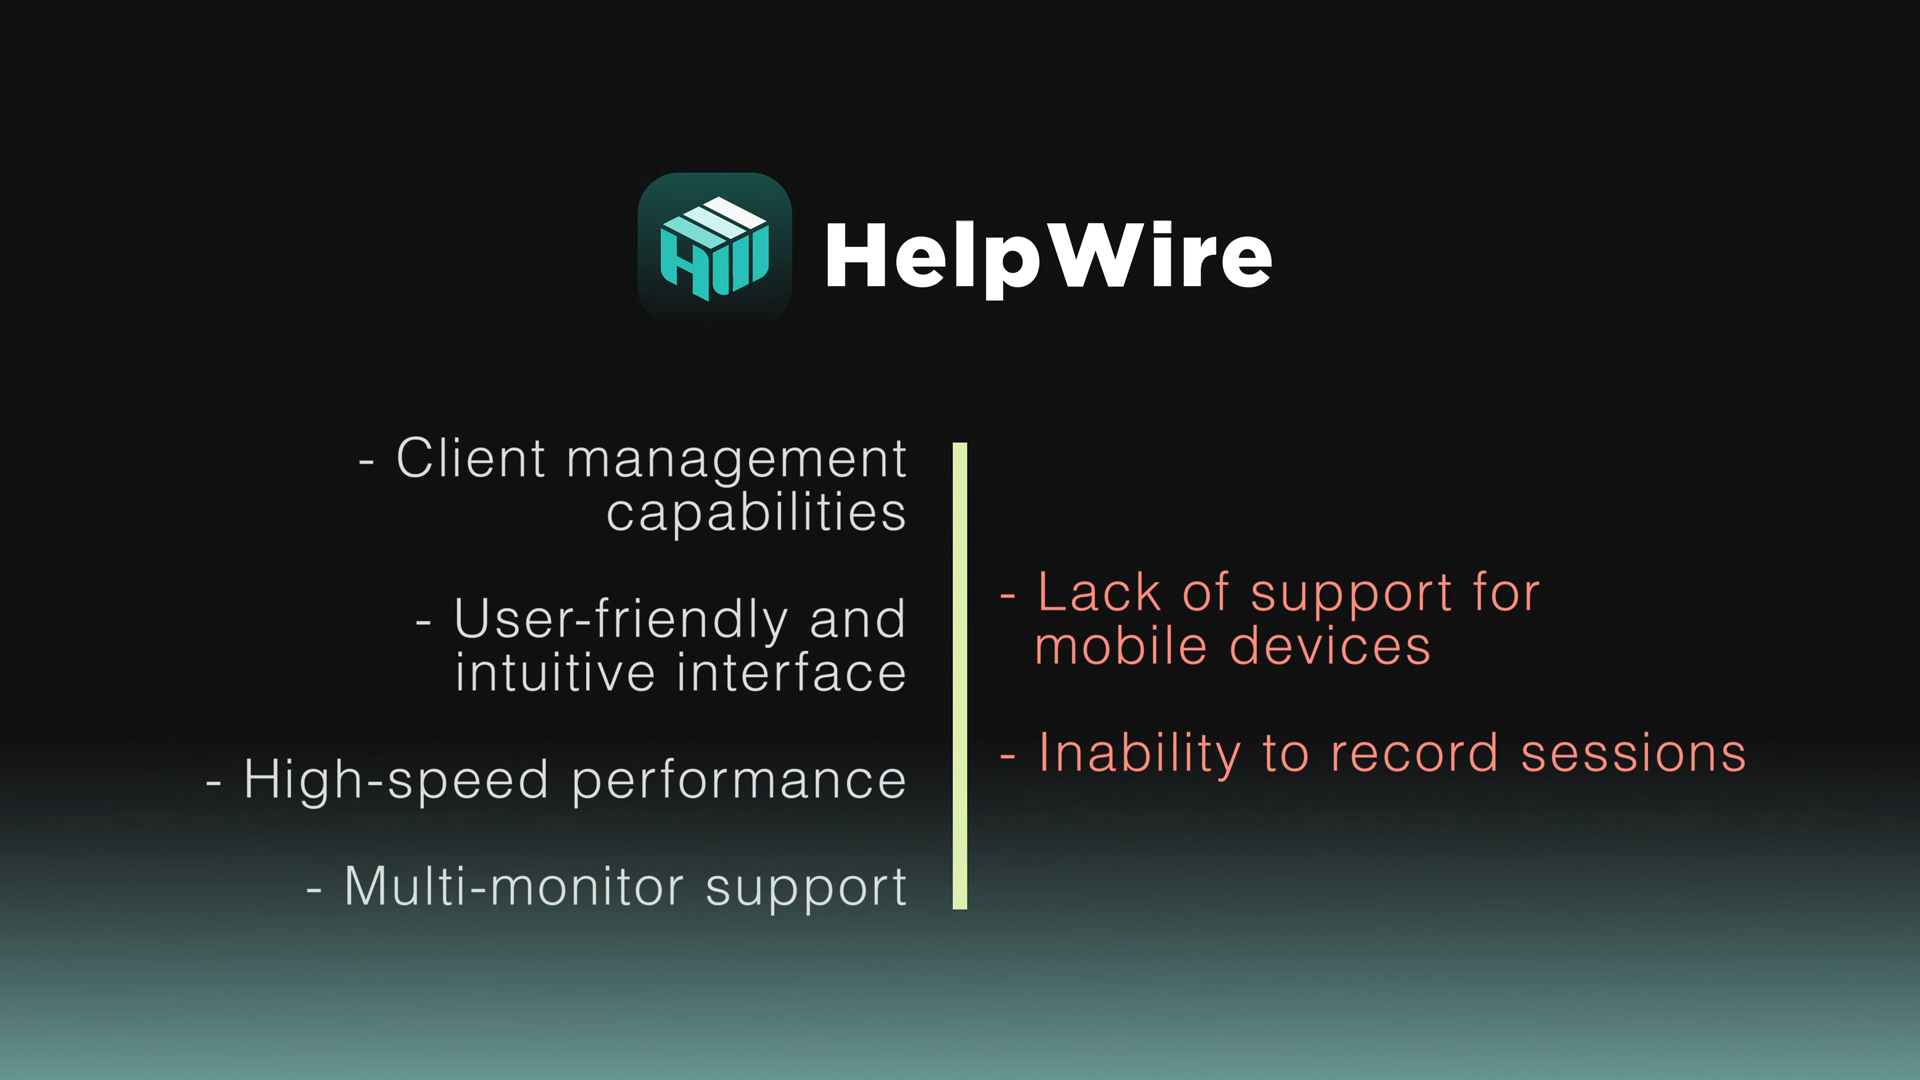 HelpWire
- Client management
capabilities
- User-friendly and
intuitive interface
- High-speed performance
- Multi-monitor support
- Lack of support for
mobile devices
- Inability to record sessions